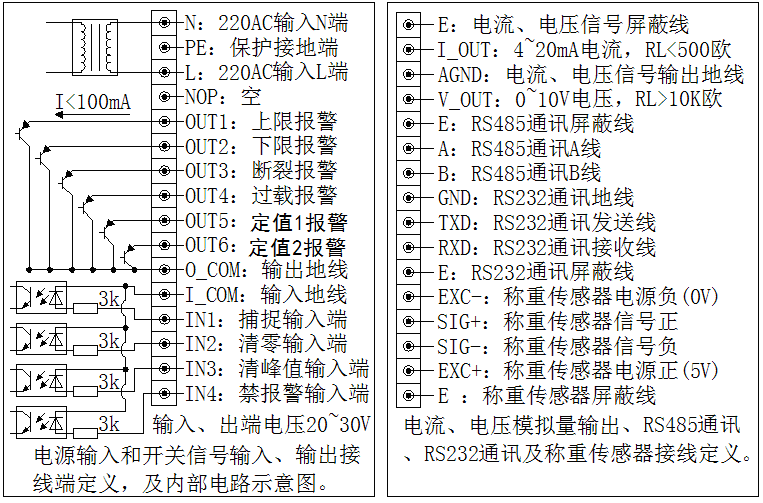 N: 220AC输入N端
PE: 保护接地端
L: 220AC输入L端
NOP: 空
I<100mA
OUT1: 上限报警
OUT2: 下限报警
OUT3: 断裂报警
OUT4: 过载报警
OUT5: 定值1报警
OUT6: 定值2报警
O_COM: 输出地线
I_COM: 输入地线
3k
IN1: 捕捉输入端
3k
IN2: 清零输入端
3k
IN3: 清峰值输入端
3k
IN4: 禁报警输入端
输入、出端电压20~30V
电源输入和开关信号输入、输出接
线端定义，及内部电路示意图。
E: 电流、电压信号屏蔽线
I_OUT: 4~20mA电流，RL<500欧
AGND: 电流、电压信号输出地线
V_OUT: 0~10V电压，RL>10K欧
E: RS485通讯屏蔽线
A: RS485通讯A线
B: RS485通讯B线
GND: RS232通讯地线
TXD: RS232通讯发送线
RXD: RS232通讯接收线
E: RS232通讯屏蔽线
EXC-: 称重传感器电源负(0V)
SIG+: 称重传感器信号正
SIG-: 称重传感器信号负
EXC+: 称重传感器电源正(5V)
E : 称重传感器屏蔽线
电流、电压模拟量输出、RS485通讯
、RS232通讯及称重传感器接线定义。